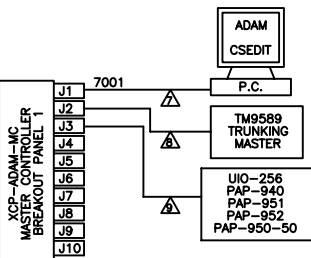 ADAM
CSEDIT
P.C.
7001
7
TM9589
TRUNKING
MASTER
8
UIO-256
PAP-940
PAP-951
PAP-952
PAP-950-50
9
XCP-ADAM-MC
MASTER CONTROLLER
BREAKOUT PANEL 1
J1
J2
J3
J4
J5
J6
J7
J8
J9
J10